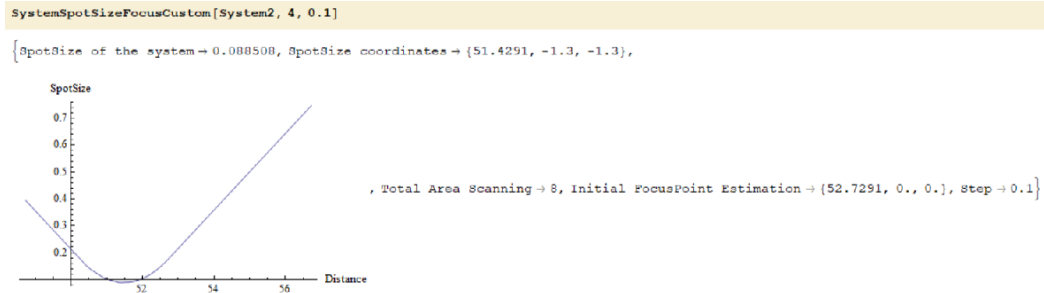 SystemSpotSizeFocusCustom[System2, 4, 0.1]
{SpotSize of the system → 0.088508, SpotSize coordinates → {51.4291, -1.3, -1.3},
SpotSize
0.7
0.6
0.5
0.4
0.3
0.2
52 54 56
Distance
, Total Area Scanning → 8, Initial FocusPoint Estimation → {52.7291, 0., 0.}, Step → 0.1}